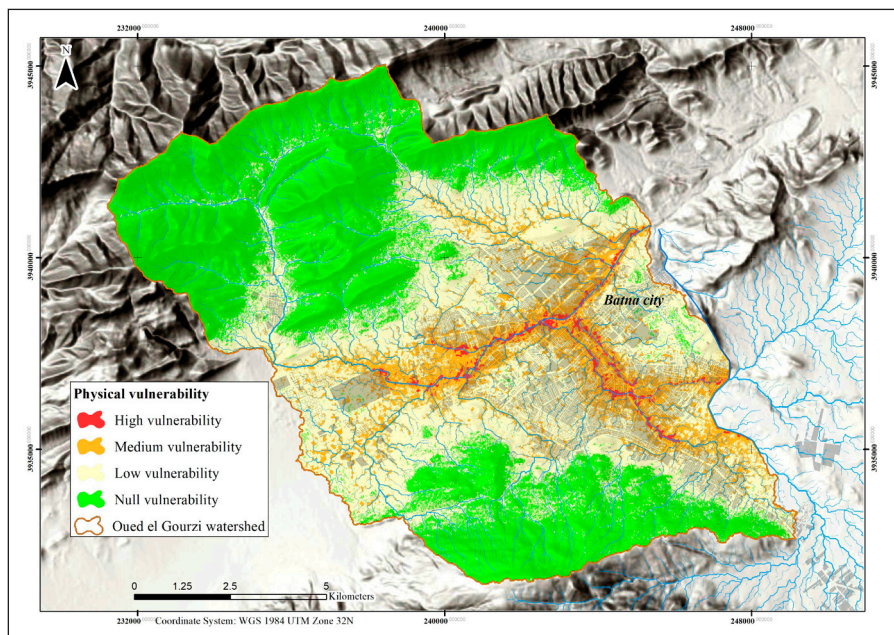 232000 240000 248000
N
3945000 3945000
3940000 3940000
Batna city
Physical vulnerability
High vulnerability
Medium vulnerability
Low vulnerability
Null vulnerability
Oued el Gourzi watershed
3935000 3935000
0 1.25 2.5 5
Kilometers
232000 240000 248000
Coordinate System: WGS 1984 UTM Zone 32N